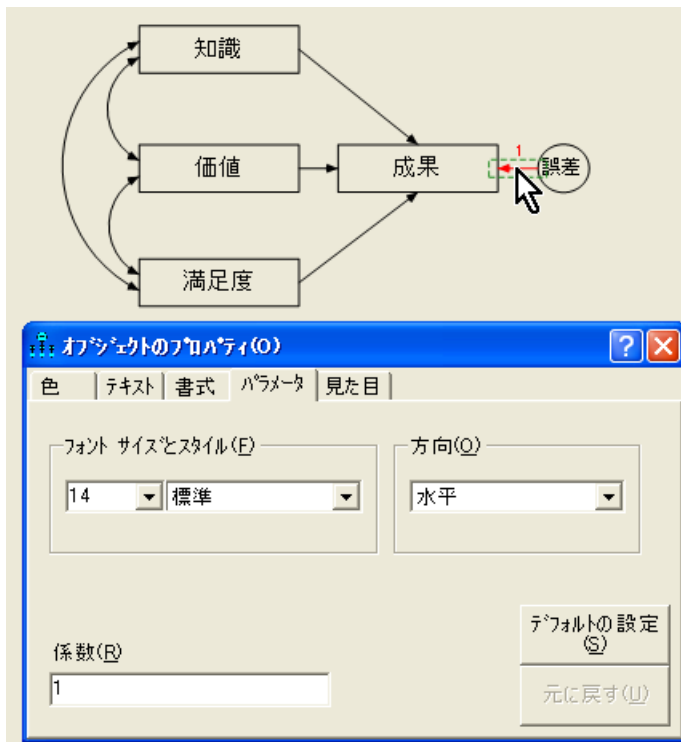 知識
価値
成果
1
誤差
満足度
オブジェクトのプロパティ(O)
色 テキスト 書式 パラメータ 見た目
フォント サイズとスタイル(F)
方向(O)
14 標準
水平
デフォルトの設定
(S)
係数(R)
1
元に戻す(U)